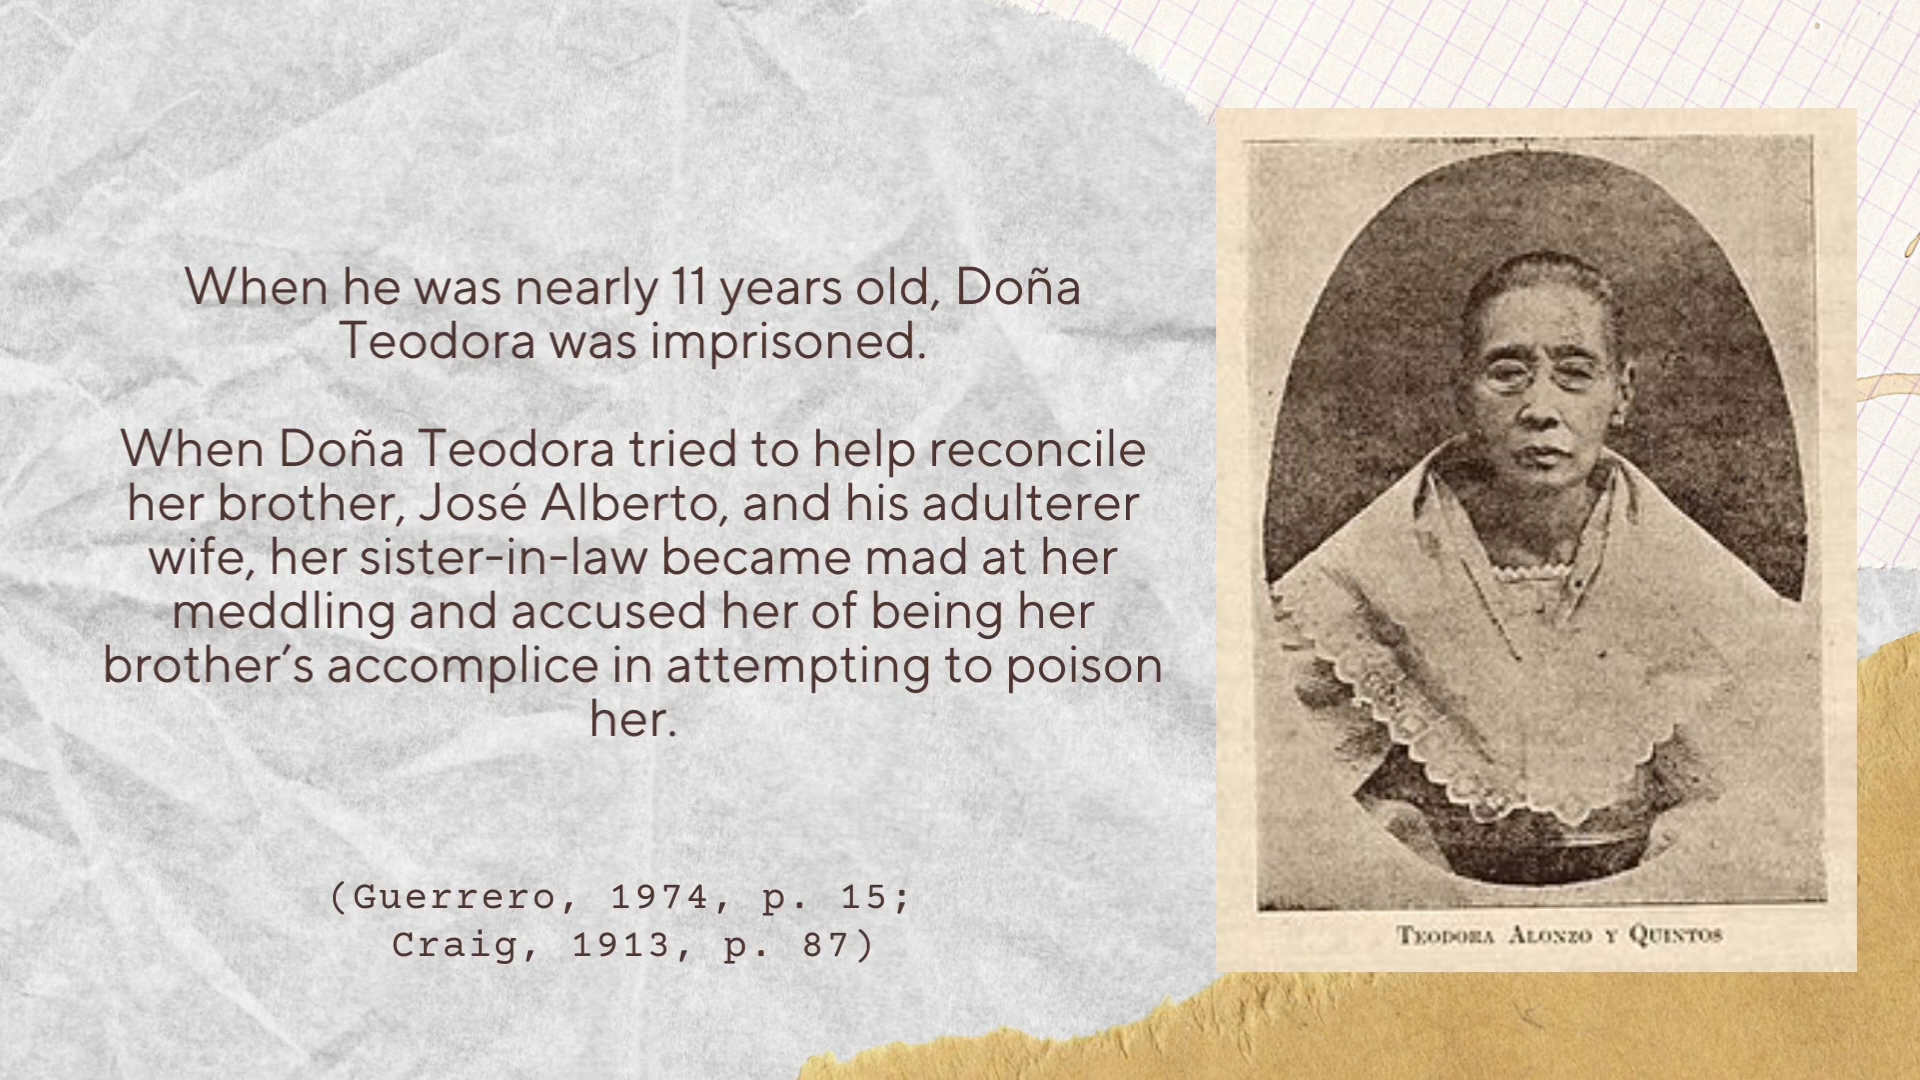 When he was nearly 11 years old, Doña
Teodora was imprisoned.
When Doña Teodora tried to help reconcile
her brother, José Alberto, and his adulterer
wife, her sister-in-law became mad at her
meddling and accused her of being her
brother’s accomplice in attempting to poison
her.
(Guerrero, 1974, p. 15;
Craig, 1913, p. 87)
Teodora Alonzo y Quintos